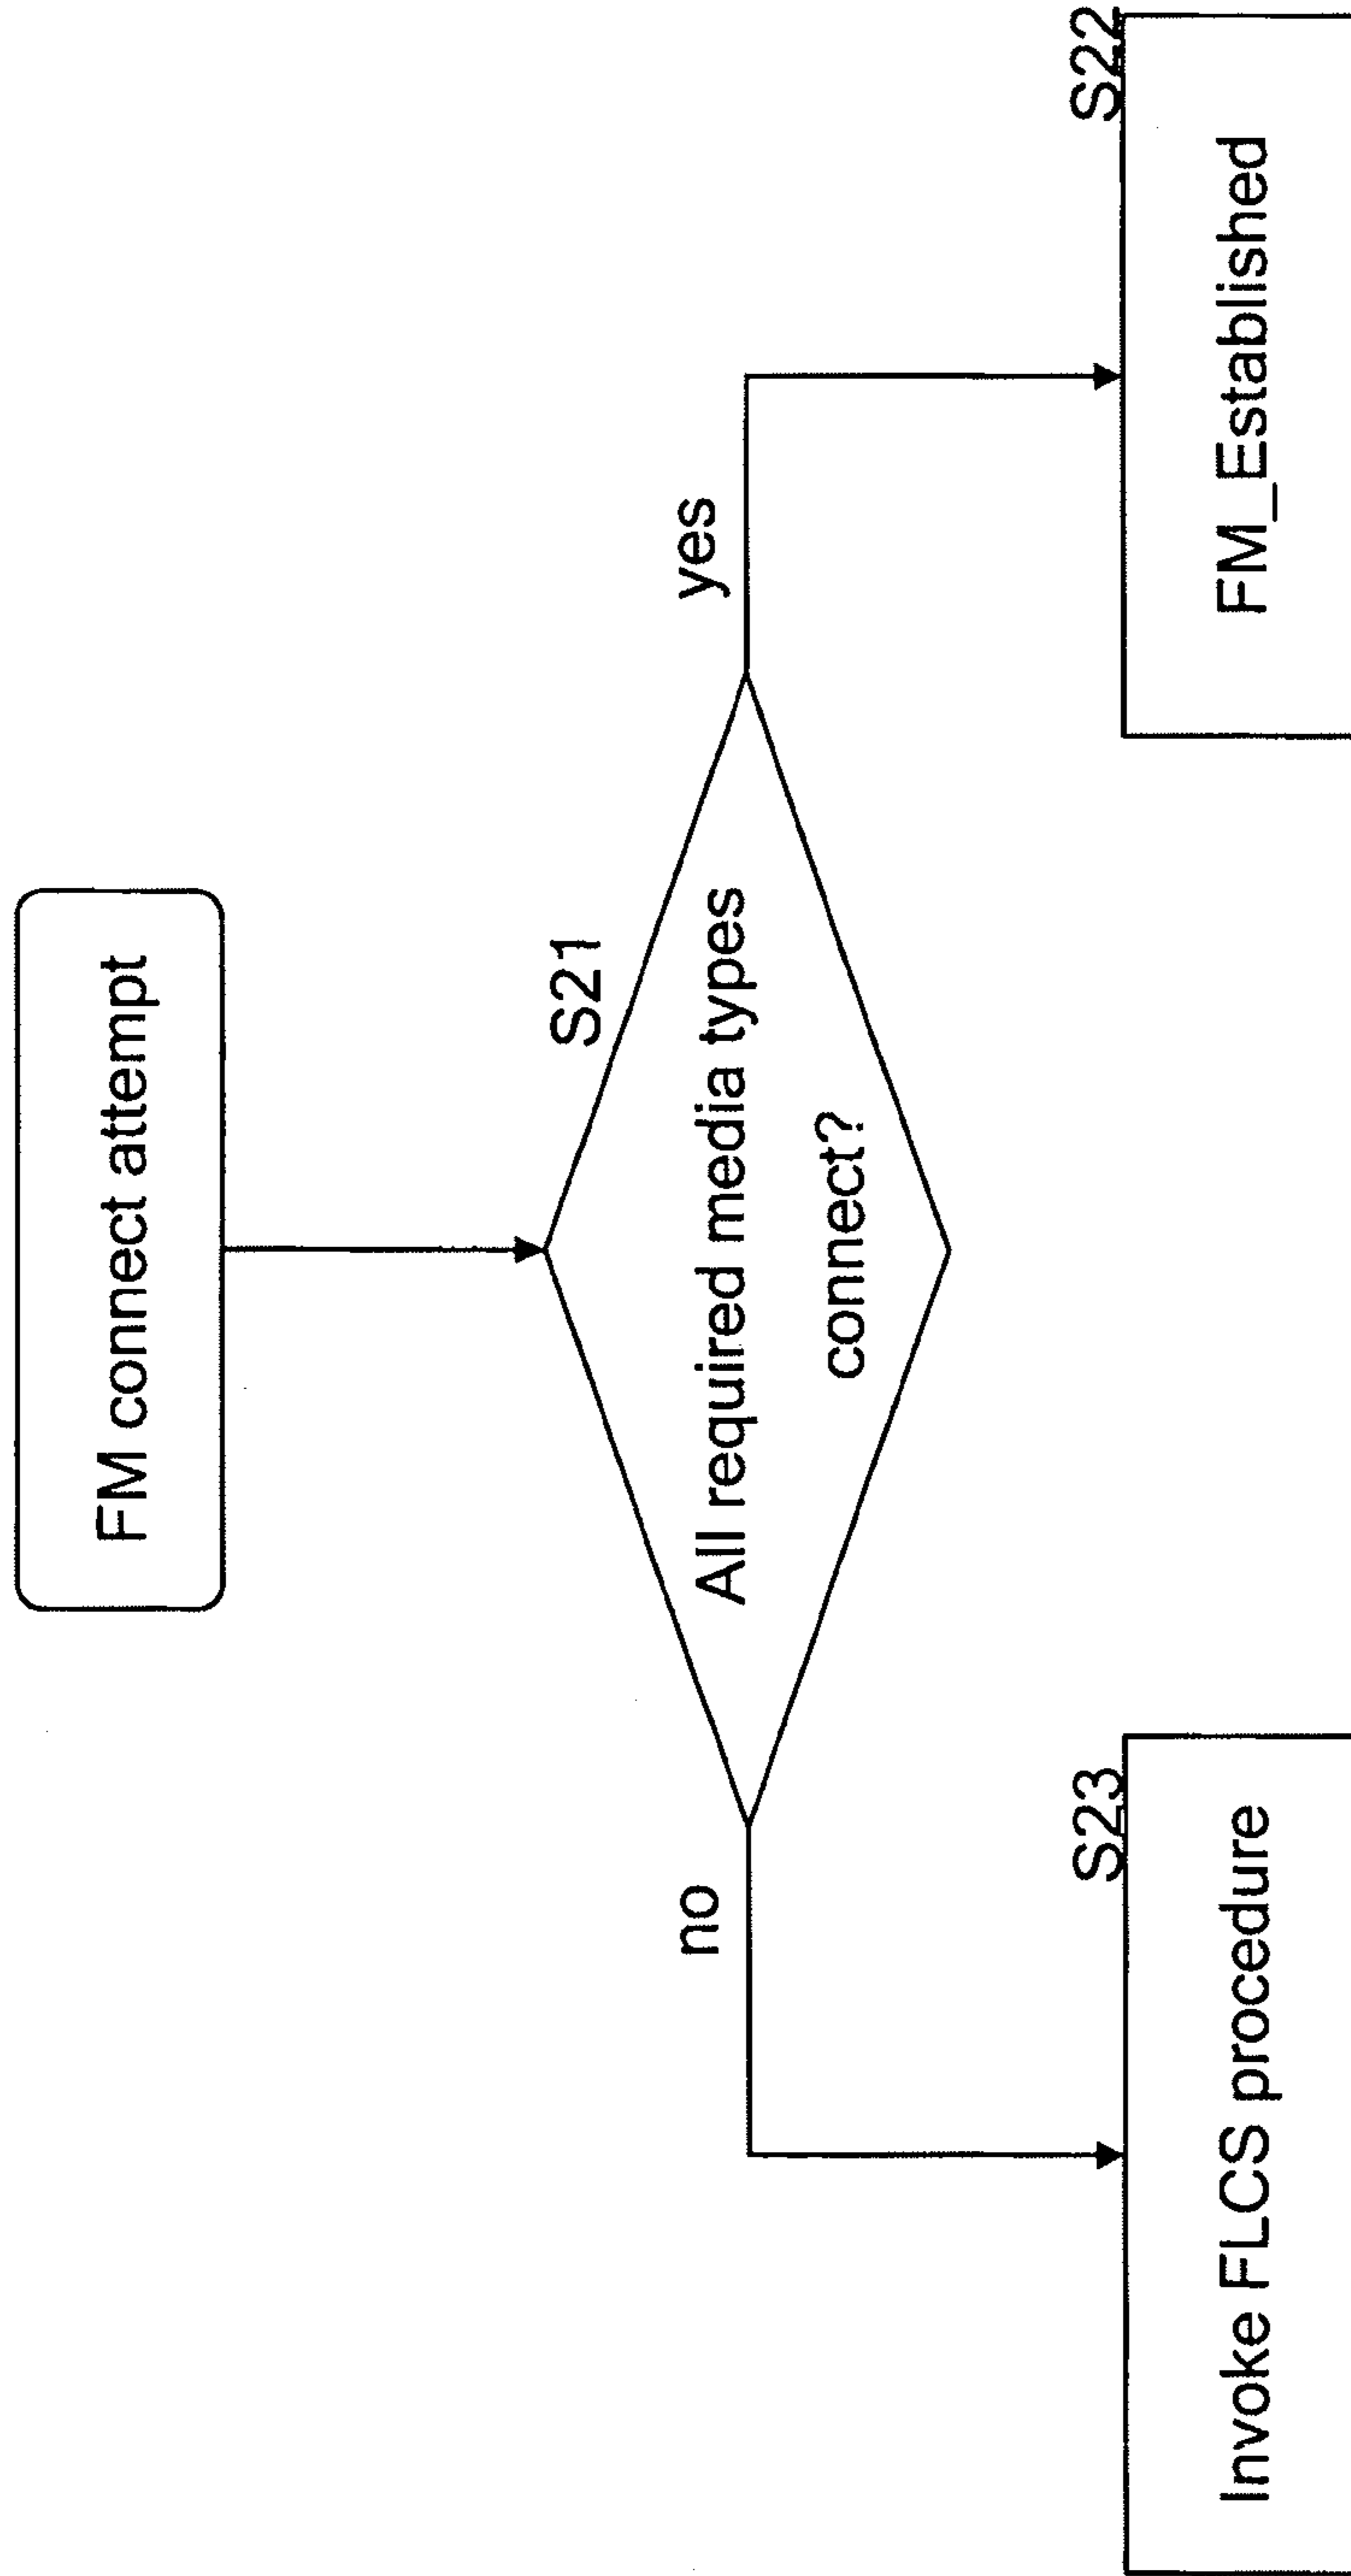 FM connect attempt
S21
All required media types
connect?
no
yes
S23
Invoke FLCS procedure
S22
FM_Established